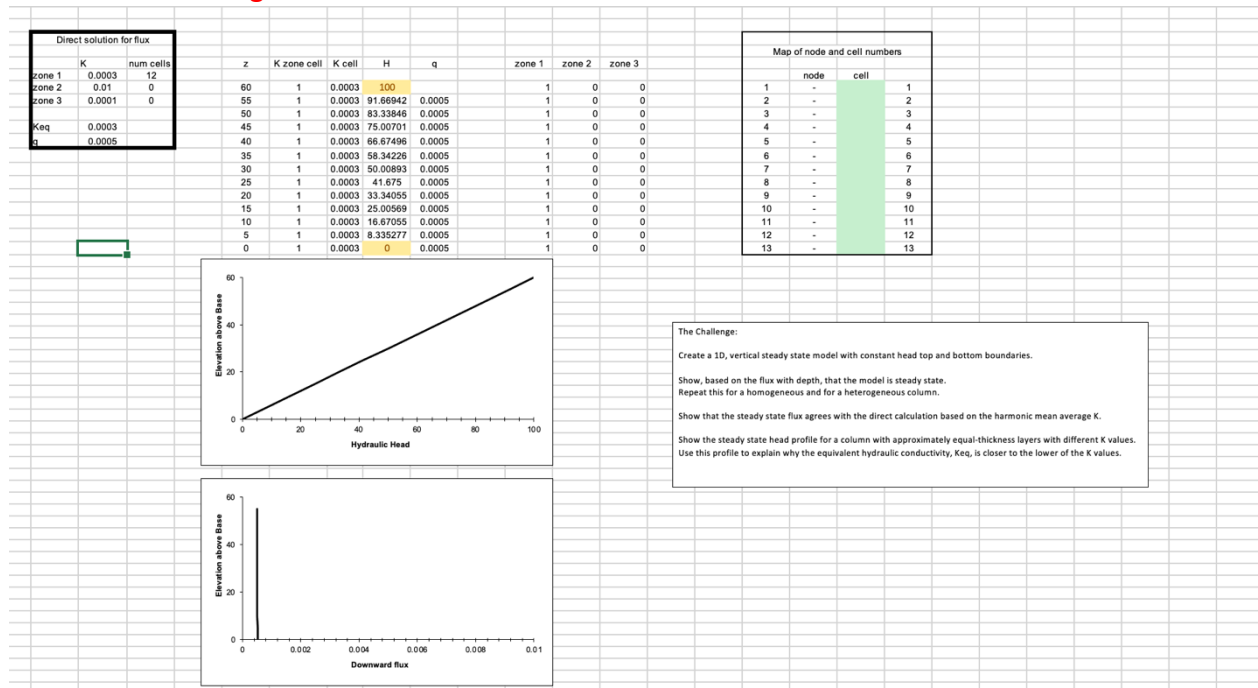 Direct solution for flux
K num cells
zone 1 0.0003 12
zone 2 0.01 0
zone 3 0.0001 0
Keq 0.0003
q 0.0005
z K zone cell K cell H q zone 1 zone 2 zone 3
60 1 0.0003 100 1 0 0
55 1 0.0003 91.66942 0.0005 1 0 0
50 1 0.0003 83.33846 0.0005 1 0 0
45 1 0.0003 75.00701 0.0005 1 0 0
40 1 0.0003 66.67496 0.0005 1 0 0
35 1 0.0003 58.34226 0.0005 1 0 0
30 1 0.0003 50.00893 0.0005 1 0 0
25 1 0.0003 41.675 0.0005 1 0 0
20 1 0.0003 33.34055 0.0005 1 0 0
15 1 0.0003 25.00569 0.0005 1 0 0
10 1 0.0003 16.67055 0.0005 1 0 0
5 1 0.0003 8.335277 0.0005 1 0 0
0 1 0.0003 0 0.0005 1 0 0
Map of node and cell numbers
node cell
1 - 1
2 - 2
3 - 3
4 - 4
5 - 5
6 - 6
7 - 7
8 - 8
9 - 9
10 - 10
11 - 11
12 - 12
13 - 13
60
40
20
0
Elevation above Base
0 20 40 60 80 100
Hydraulic Head
The Challenge:
Create a 1D, vertical steady state model with constant head top and bottom boundaries.
Show, based on the flux with depth, that the model is steady state.
Repeat this for a homogeneous and for a heterogeneous column.
Show that the steady state flux agrees with the direct calculation based on the harmonic mean average K.
Show the steady state head profile for a column with approximately equal-thickness layers with different K values.
Use this profile to explain why the equivalent hydraulic conductivity, Keq, is closer to the lower of the K values.
60
40
20
0
Elevation above Base
0 0.002 0.004 0.006 0.008 0.01
Downward flux